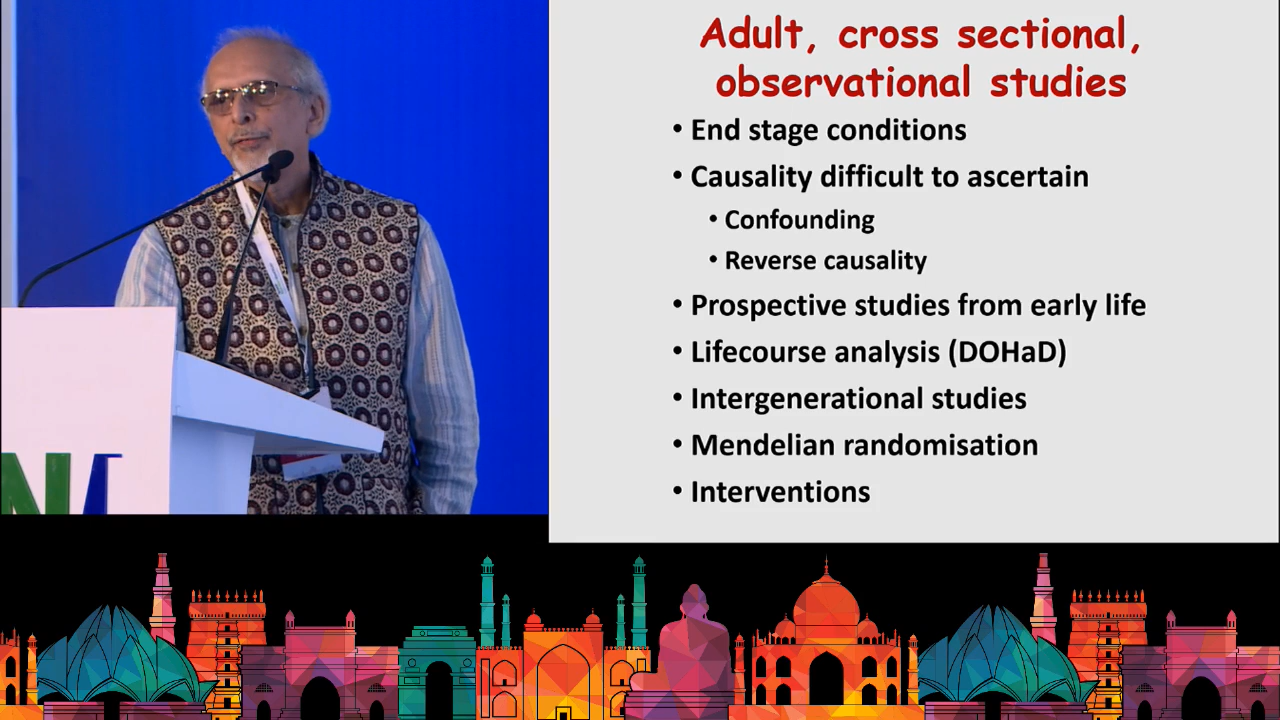 Adult, cross sectional,
observational studies
• End stage conditions
• Causality difficult to ascertain
• Confounding
• Reverse causality
• Prospective studies from early life
• Lifecourse analysis (DOHaD)
• Intergenerational studies
• Mendelian randomisation
• Interventions